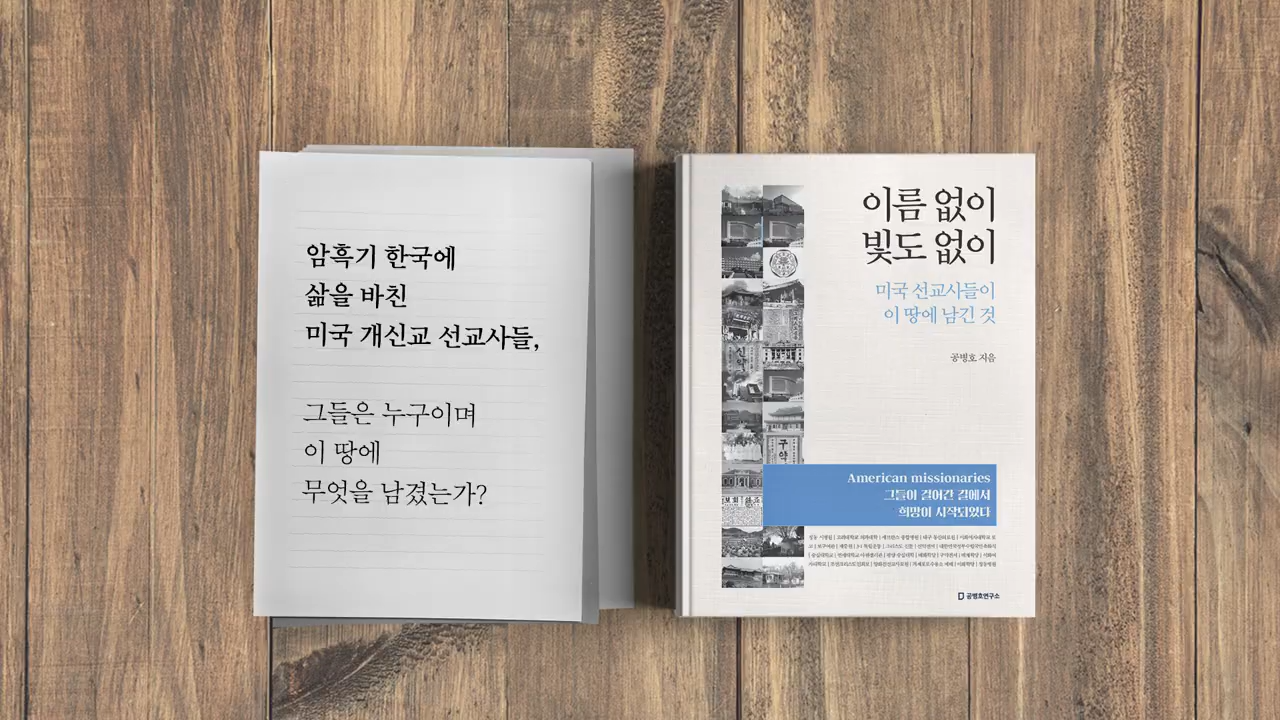 암흑기 한국에
삶을 바친
미국 개신교 선교사들,
그들은 누구이며
이 땅에
무엇을 남겼는가?
이름 없이
빛도 없이
미국 선교사들이
이 땅에 남긴 것
공병호 지음
구약
American missionaries
그들이 걸어간 길에서
희망이 시작되었다
공병호연구소